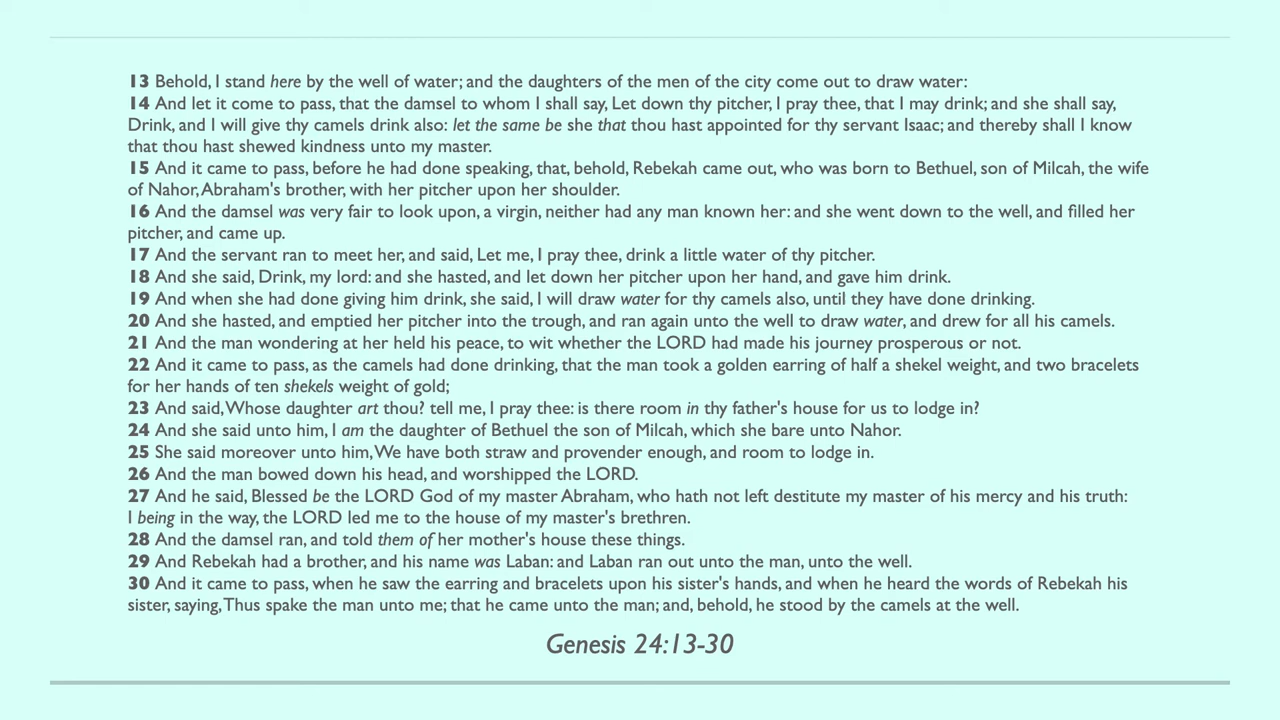 13 Behold, I stand here by the well of water; and the daughters of the men of the city come out to draw water:
14 And let it come to pass, that the damsel to whom I shall say, Let down thy pitcher, I pray thee, that I may drink; and she shall say,
Drink, and I will give thy camels drink also: let the same be she that thou hast appointed for thy servant Isaac; and thereby shall I know
that thou hast shewed kindness unto my master.
15 And it came to pass, before he had done speaking, that, behold, Rebekah came out, who was born to Bethuel, son of Milcah, the wife
of Nahor, Abraham's brother, with her pitcher upon her shoulder.
16 And the damsel was very fair to look upon, a virgin, neither had any man known her: and she went down to the well, and filled her
pitcher, and came up.
17 And the servant ran to meet her, and said, Let me, I pray thee, drink a little water of thy pitcher.
18 And she said, Drink, my lord: and she hasted, and let down her pitcher upon her hand, and gave him drink.
19 And when she had done giving him drink, she said, I will draw water for thy camels also, until they have done drinking.
20 And she hasted, and emptied her pitcher into the trough, and ran again unto the well to draw water, and drew for all his camels.
21 And the man wondering at her held his peace, to wit whether the LORD had made his journey prosperous or not.
22 And it came to pass, as the camels had done drinking, that the man took a golden earring of half a shekel weight, and two bracelets
for her hands of ten shekels weight of gold;
23 And said, Whose daughter art thou? tell me, I pray thee: is there room in thy father's house for us to lodge in?
24 And she said unto him, I am the daughter of Bethuel the son of Milcah, which she bare unto Nahor.
25 She said moreover unto him, We have both straw and provender enough, and room to lodge in.
26 And the man bowed down his head, and worshipped the LORD.
27 And he said, Blessed be the LORD God of my master Abraham, who hath not left destitute my master of his mercy and his truth:
I being in the way, the LORD led me to the house of my master's brethren.
28 And the damsel ran, and told them of her mother's house these things.
29 And Rebekah had a brother, and his name was Laban: and Laban ran out unto the man, unto the well.
30 And it came to pass, when he saw the earring and bracelets upon his sister's hands, and when he heard the words of Rebekah his
sister, saying, Thus spake the man unto me; that he came unto the man; and, behold, he stood by the camels at the well.
Genesis 24:13-30